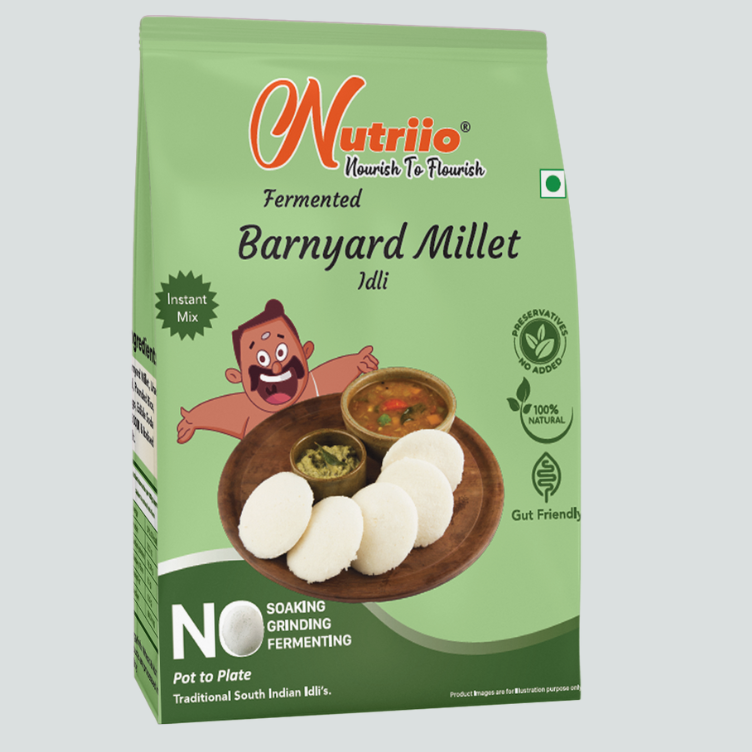 Nutriio®
Nourish To Flourish
Fermented
Barnyard Millet
Idli
Instant
Mix
PRESERVATIVES
NO ADDED
100%
NATURAL
Gut Friendly
NO
SOAKING
GRINDING
FERMENTING
Pot to Plate
Traditional South Indian Idli's.
Product Images are for Illustration purpose only